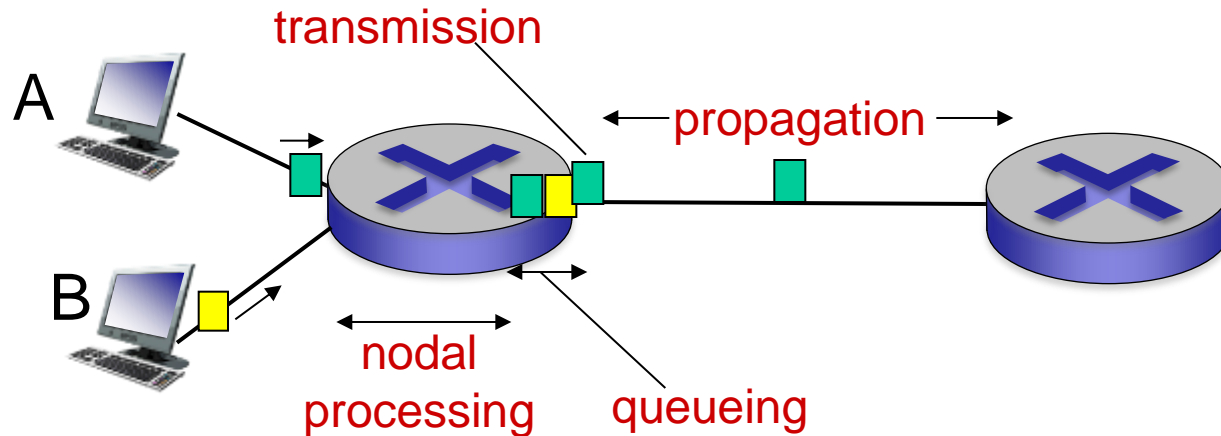 transmission
A
propagation
B
nodal
processing
queueing